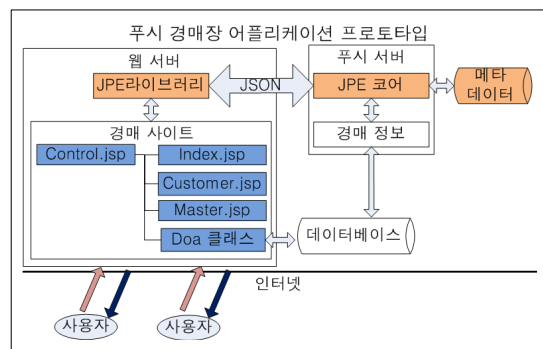 푸시 경매장 어플리케이션 프로토타입
웹 서버
JPE라이브러리
JSON
푸시 서버
JPE 코어
메타
데이터
경매 정보
경매 사이트
Control.jsp
Index.jsp
Customer.jsp
Master.jsp
Doa 클래스
데이터베이스
인터넷
사용자
사용자